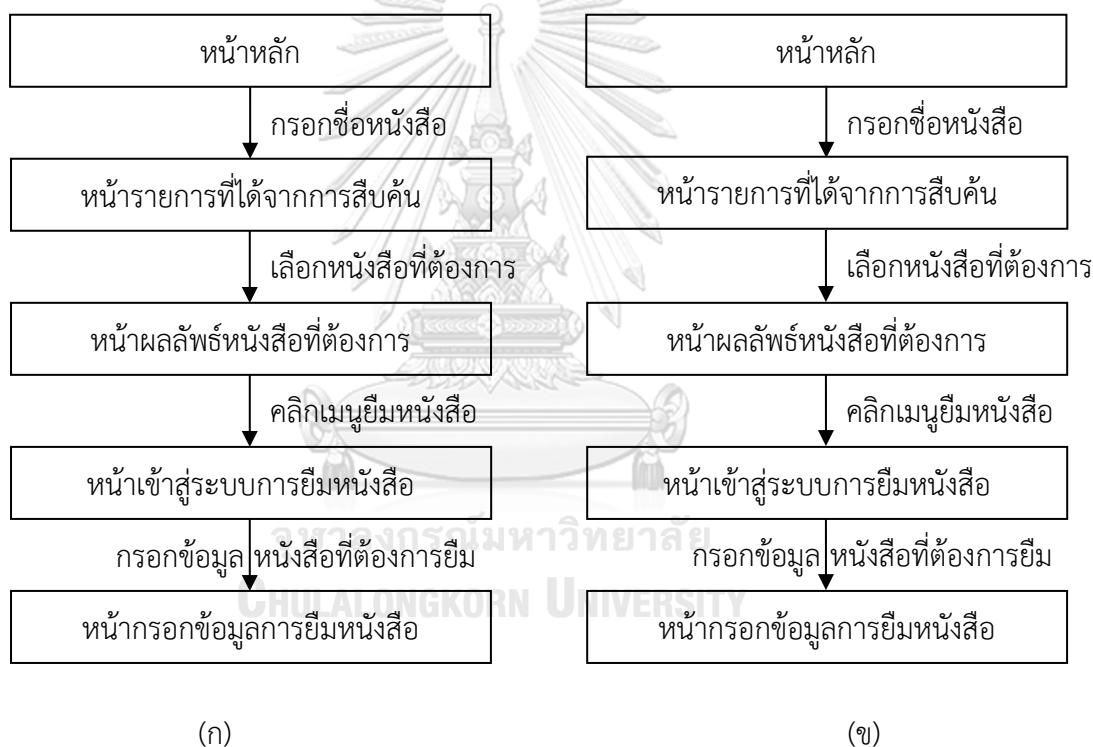 หน้าหลัก
กรอกชื่อหนังสือ
หน้ารายการที่ได้จากการสืบค้น
เลือกหนังสือที่ต้องการ
หน้าผลลัพธ์หนังสือที่ต้องการ
คลิกเมนูยืมหนังสือ
หน้าเข้าสู่ระบบการยืมหนังสือ
กรอกข้อมูล หนังสือที่ต้องการยืม
หน้ากรอกข้อมูลการยืมหนังสือ
(ก)
หน้าหลัก
กรอกชื่อหนังสือ
หน้ารายการที่ได้จากการสืบค้น
เลือกหนังสือที่ต้องการ
หน้าผลลัพธ์หนังสือที่ต้องการ
คลิกเมนูยืมหนังสือ
หน้าเข้าสู่ระบบการยืมหนังสือ
กรอกข้อมูล หนังสือที่ต้องการยืม
หน้ากรอกข้อมูลการยืมหนังสือ
(ข)
จุฬาลงกรณ์มหาวิทยาลัย
CHULALONGKORN UNIVERSITY